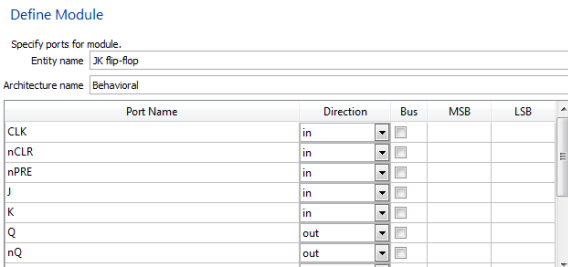 Define Module
Specify ports for module.
Entity name JK flip-flop
Architecture name Behavioral
Port Name Direction Bus MSB LSB
CLK in
nCLR in
nPRE in
J in
K in
Q out
nQ out